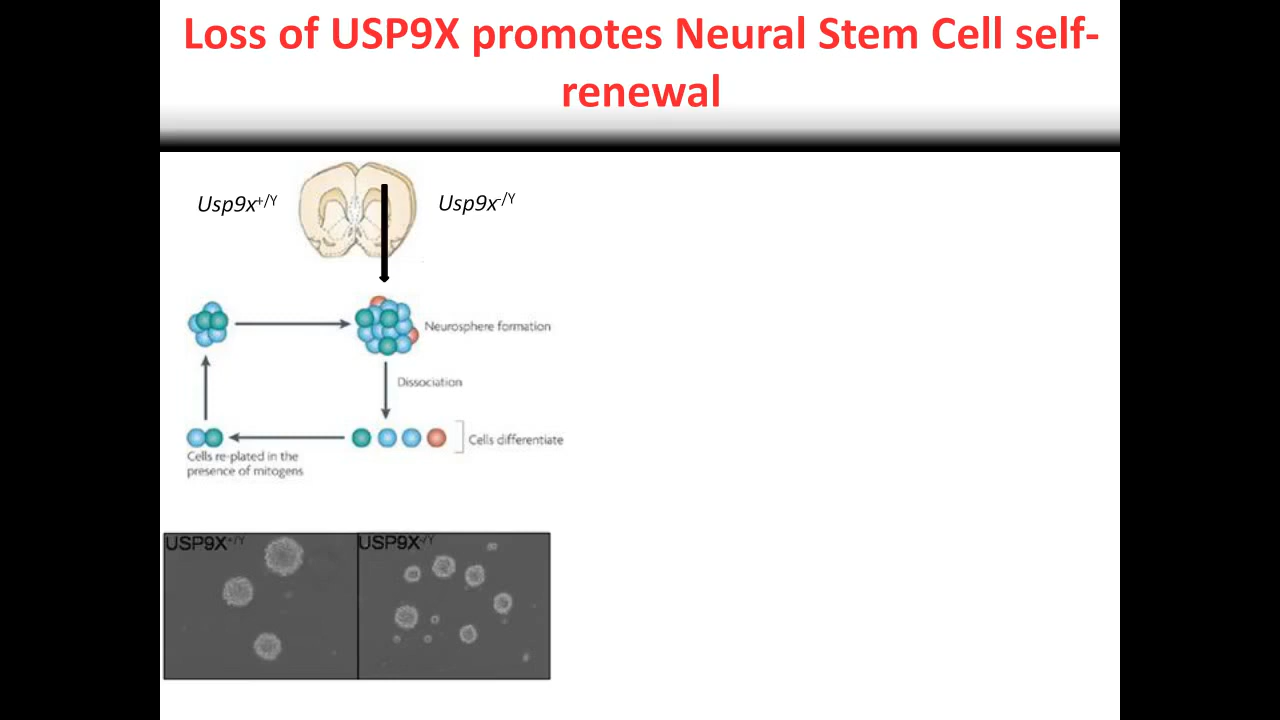 Loss of USP9X promotes Neural Stem Cell self-
renewal
Usp9x+/Y
Usp9x-/Y
Neurosphere formation
Dissociation
Cells differentiate
Cells re-plated in the
presence of mitogens
USP9X+/Y
USP9X-/Y